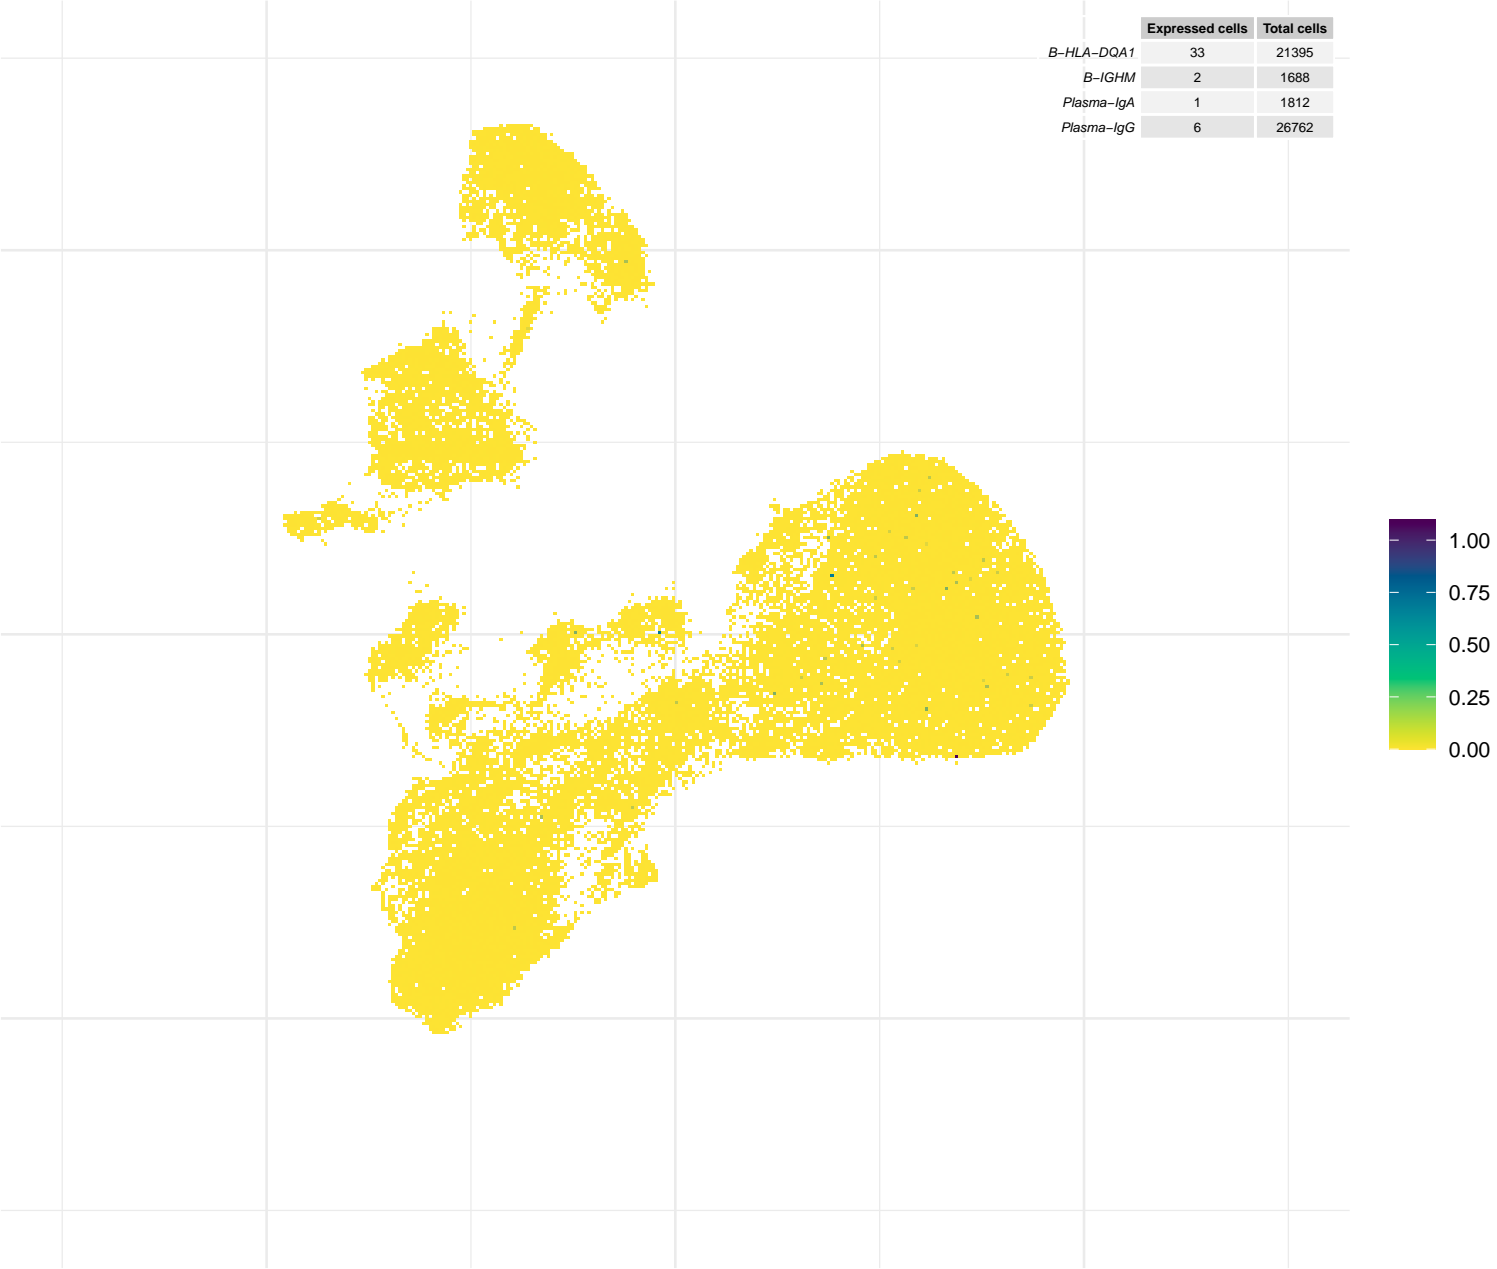 Expressed cells Total cells
B−HLA−DQA1 33 21395
B−IGHM 2 1688
Plasma−IgA 1 1812
Plasma−IgG 6 26762
1.00
0.75
0.50
0.25
0.00